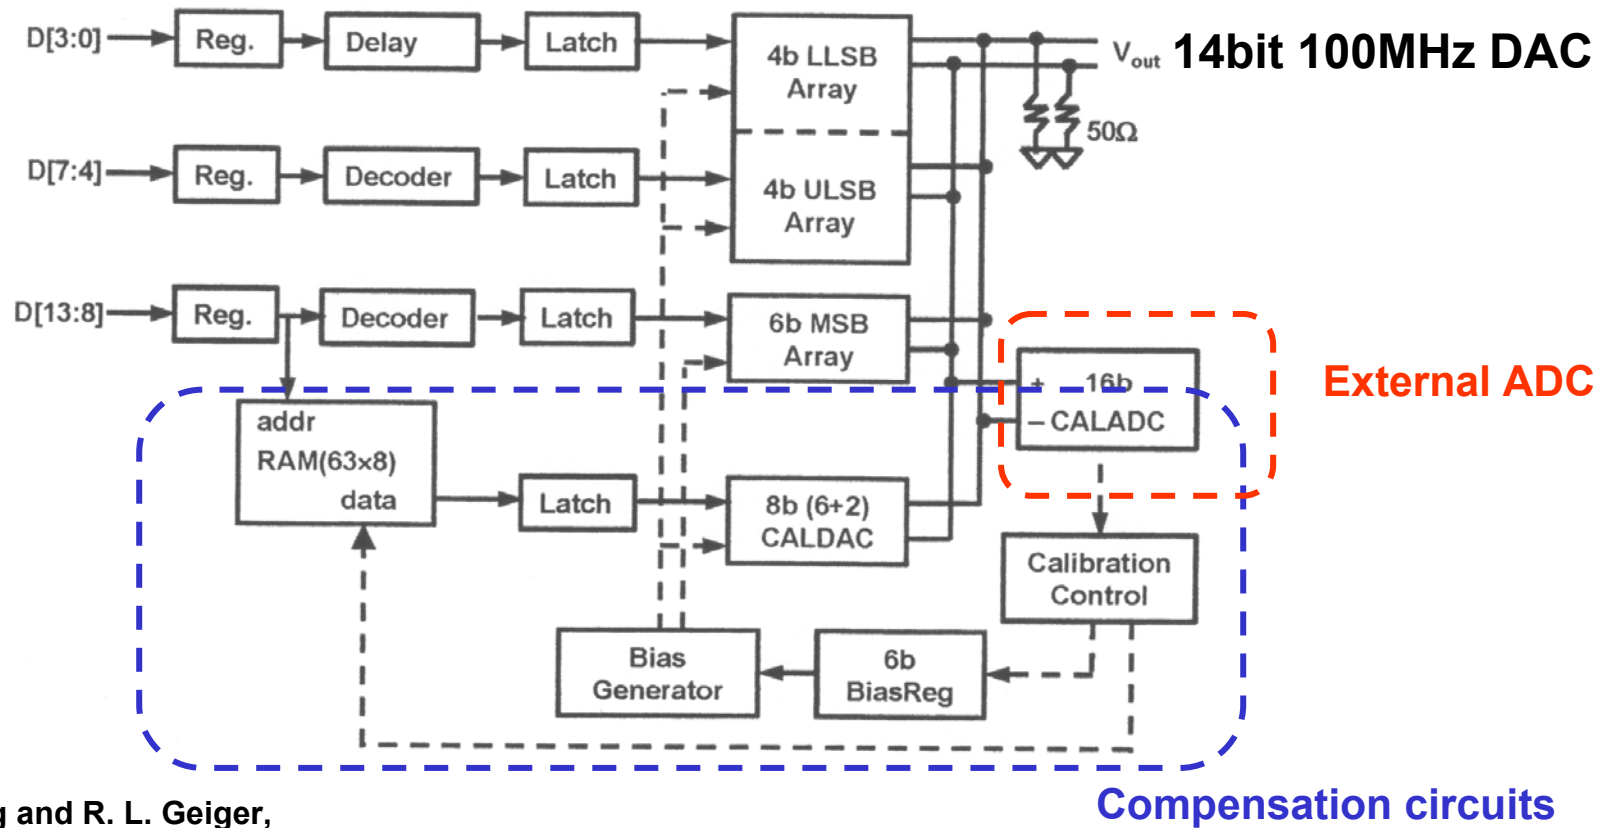 D[3:0]
Reg.
Delay
Latch
4b LLSB
Array
Vout
14bit 100MHz DAC
50Ω
D[7:4]
Reg.
Decoder
Latch
4b ULSB
Array
D[13:8]
Reg.
Decoder
Latch
6b MSB
Array
+ 16b
– CALADC
External ADC
addr
RAM(63×8)
data
Latch
8b (6+2)
CALDAC
Calibration
Control
Bias
Generator
6b
BiasReg
Compensation circuits
and R. L. Geiger,